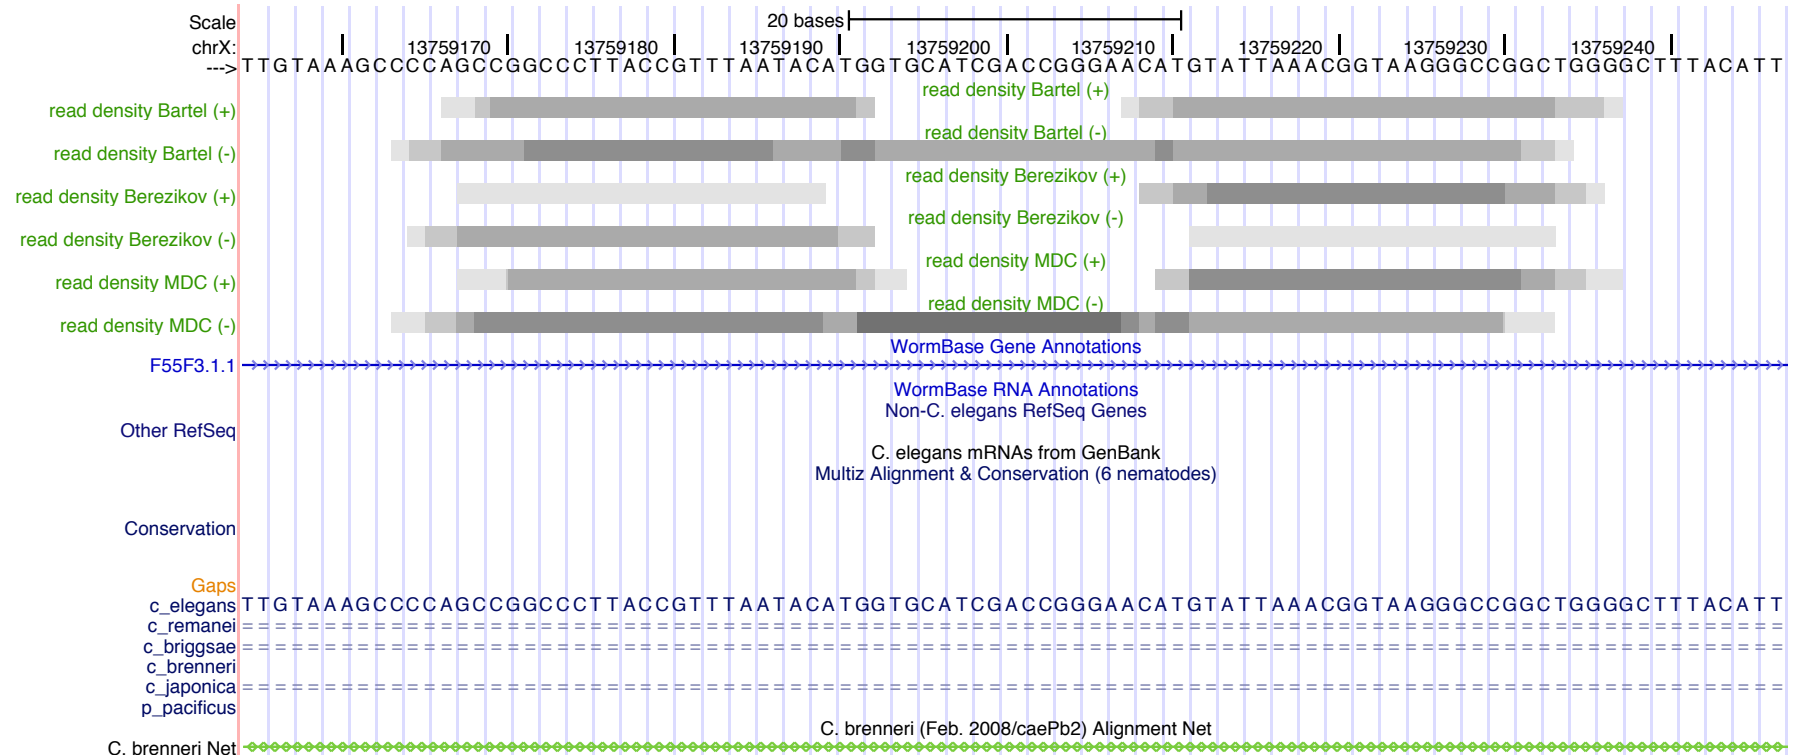 Scale 20 bases
chrX: 13759170 13759180 13759190 13759200 13759210 13759220 13759230 13759240
---> TTGTAAAGCCCCAGCCGGCCCTTACCGTTTAATACATGGTGCATCGACCGGGAACATGTATTAAACGGTAAGGGCCGGCTGGGGCTTTACATT
read density Bartel (+)
read density Bartel (+)
read density Bartel (-)
read density Bartel (-)
read density Berezikov (+)
read density Berezikov (+)
read density Berezikov (-)
read density Berezikov (-)
read density MDC (+)
read density MDC (+)
read density MDC (-)
read density MDC (-)
WormBase Gene Annotations
F55F3.1.1
WormBase RNA Annotations
Non-C. elegans RefSeq Genes
Other RefSeq
C. elegans mRNAs from GenBank
Multiz Alignment & Conservation (6 nematodes)
Conservation
Gaps
c_elegans TTGTAAAGCCCCAGCCGGCCCTTACCGTTTAATACATGGTGCATCGACCGGGAACATGTATTAAACGGTAAGGGCCGGCTGGGGCTTTACATT
c_remanei
c_briggsae
c_brenneri
c_japonica
p_pacificus
C. brenneri (Feb. 2008/caePb2) Alignment Net
C. brenneri Net